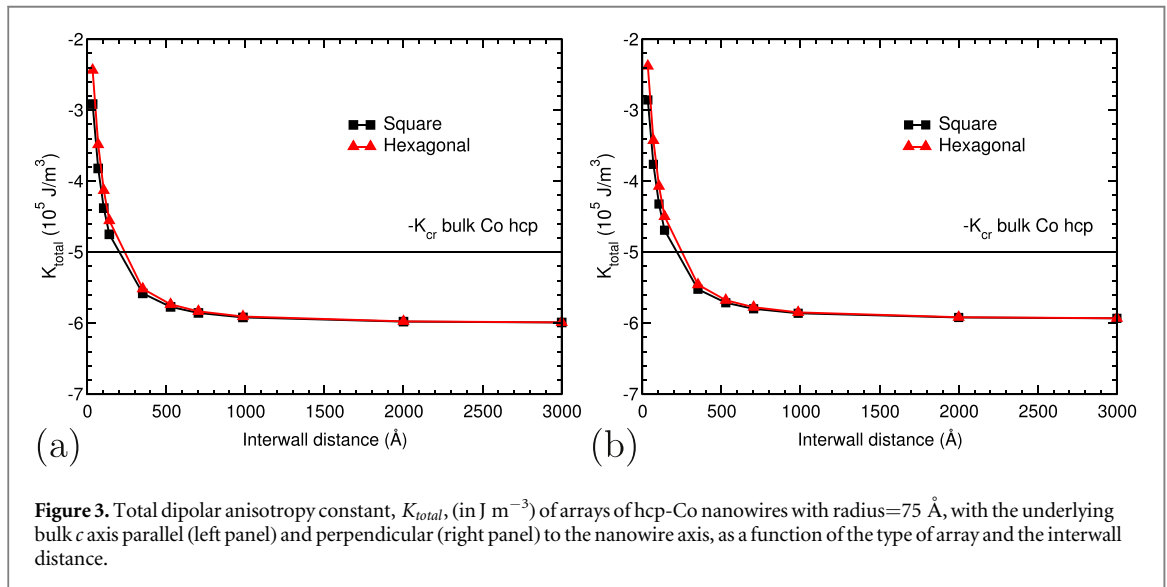 -2
-3
-4
-5
-6
-7
K_total (10^5 J/m^3)
Square
Hexagonal
-K_cr bulk Co hcp
0 500 1000 1500 2000 2500 3000
Interwall distance (Å)
(a)
-2
-3
-4
-5
-6
-7
K_total (10^5 J/m^3)
Square
Hexagonal
-K_cr bulk Co hcp
0 500 1000 1500 2000 2500 3000
Interwall distance (Å)
(b)
Figure 3. Total dipolar anisotropy constant, K_total, (in J m^−3) of arrays of hcp-Co nanowires with radius=75 Å, with the underlying
bulk c axis parallel (left panel) and perpendicular (right panel) to the nanowire axis, as a function of the type of array and the interwall
distance.